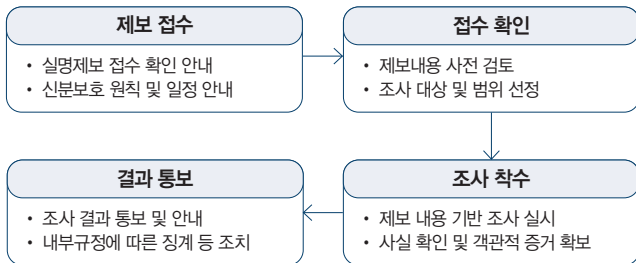 제보 접수
• 실명제보 접수 확인 안내
• 신분보호 원칙 및 일정 안내
접수 확인
• 제보내용 사전 검토
• 조사 대상 및 범위 선정
조사 착수
• 제보 내용 기반 조사 실시
• 사실 확인 및 객관적 증거 확보
결과 통보
• 조사 결과 통보 및 안내
• 내부규정에 따른 징계 등 조치